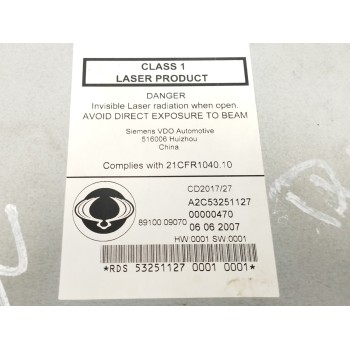 CLASS 1
LASER PRODUCT
DANGER
Invisible Laser radiation when open.
AVOID DIRECT EXPOSURE TO BEAM
Siemens VDO Automotive
516006 Huizhou
China
Complies with 21CFR1040.10
CD2017/27
A2C53251127
89100 09070 00000470
06 06 2007
HW:0001 SW:0001
*RDS 53251127 0001 0001*